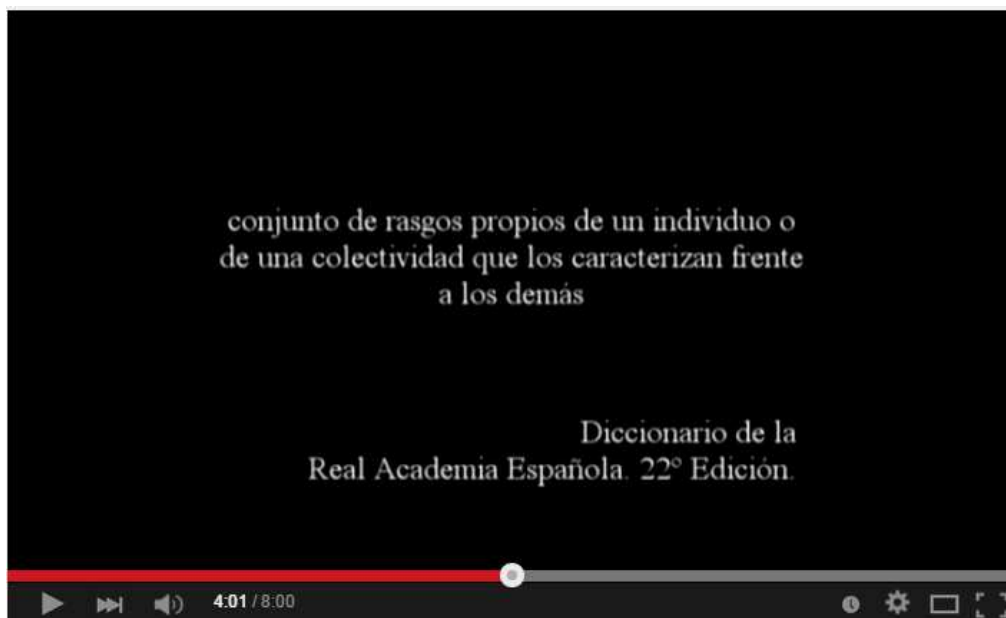 conjunto de rasgos propios de un individuo o
de una colectividad que los caracterizan frente
a los demás
Diccionario de la
Real Academia Española. 22º Edición.
4:01 / 8:00